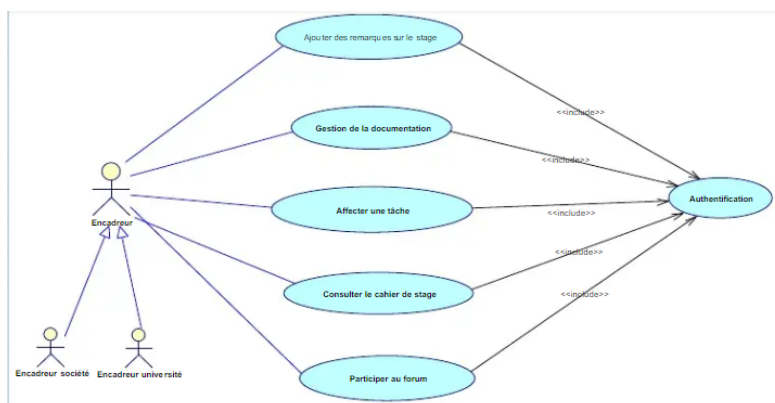 Ajouter des remarques sur le stage
<<include>>
Gestion de la documentation
<<include>>
Authentification
Affecter une tâche
<<include>>
Encadreur
<<include>>
Consulter le cahier de stage
<<include>>
Encadreur société
Encadreur université
Participer au forum